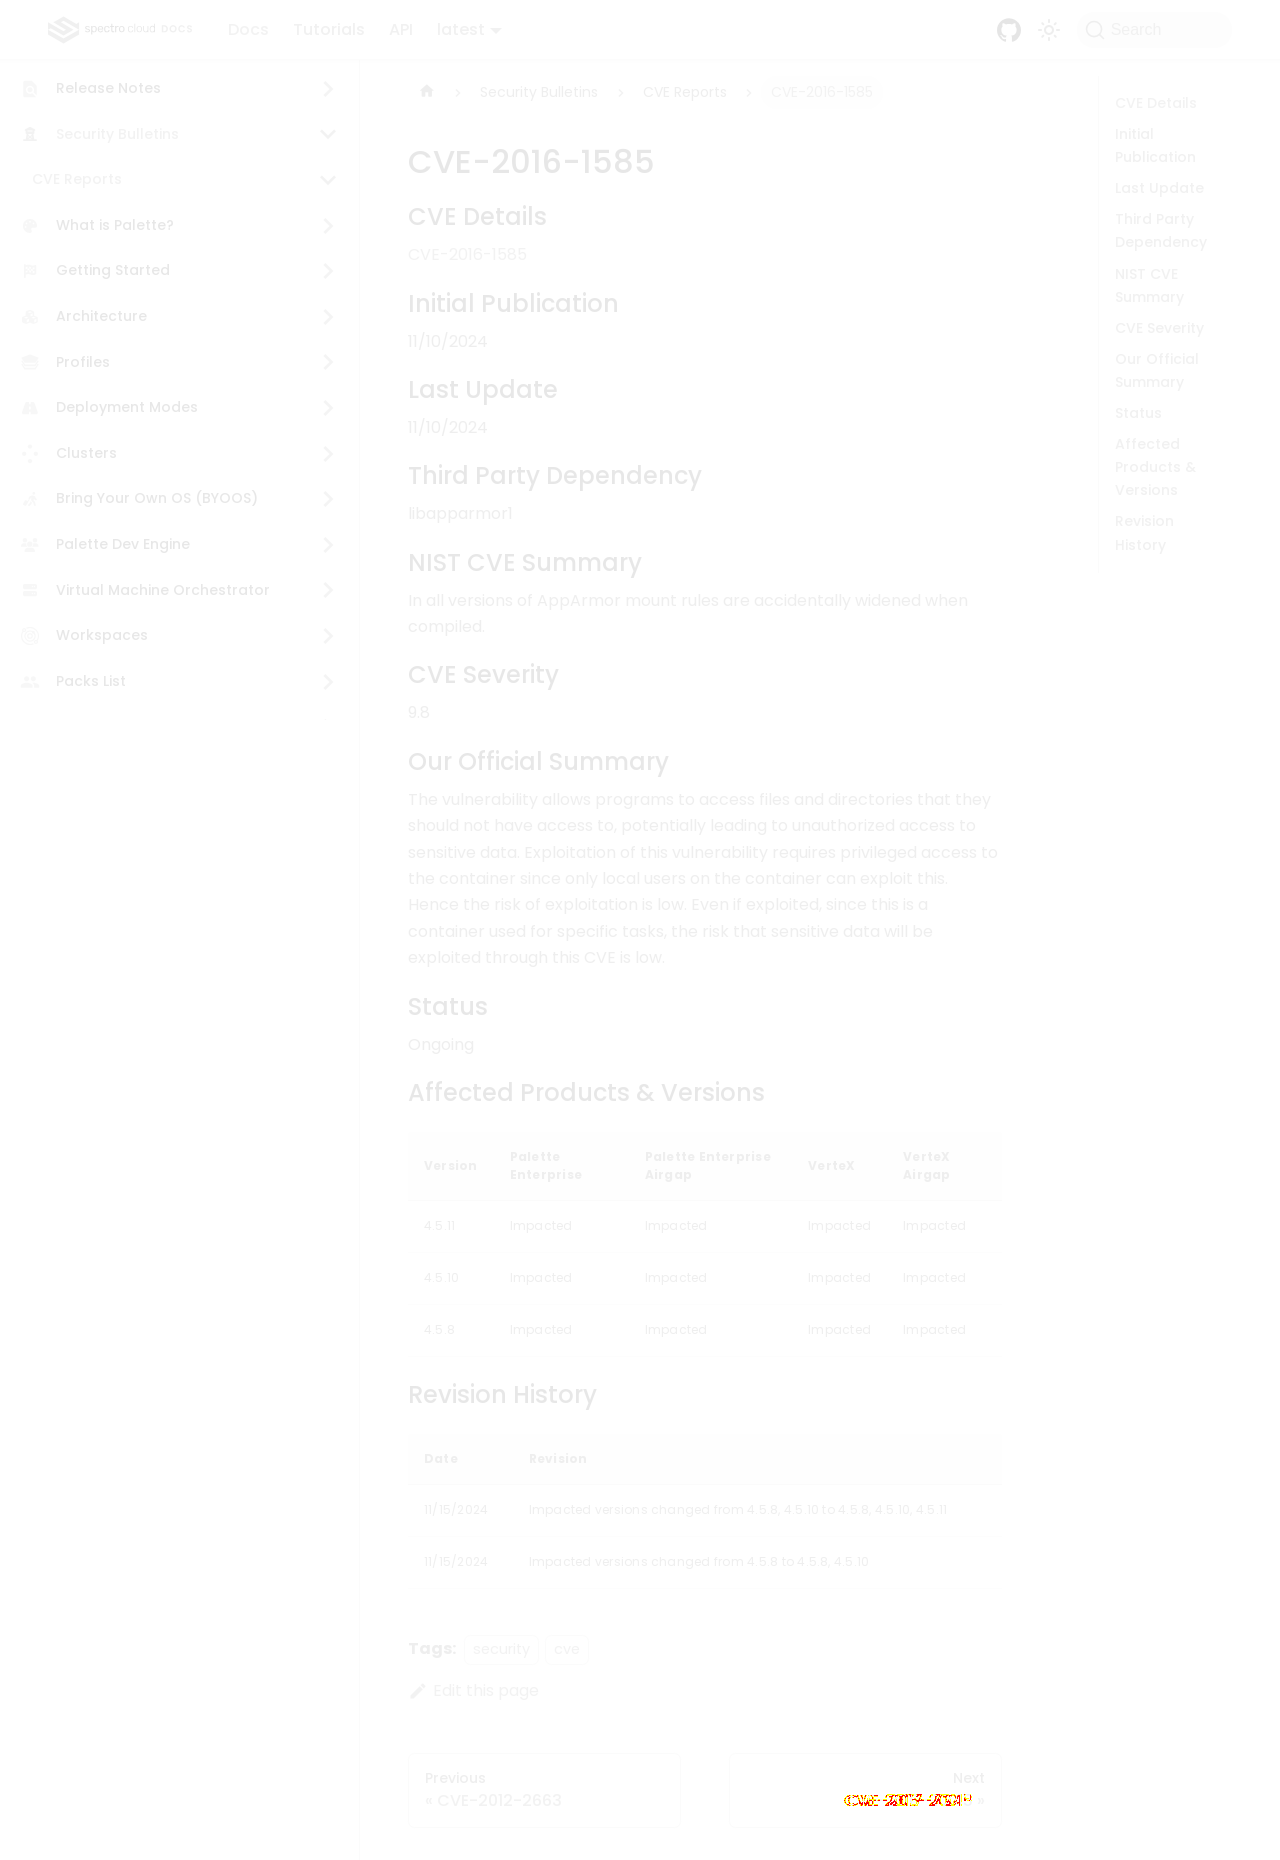 spectro cloud DOCS Docs Tutorials API latest Search
Release Notes
Security Bulletins
CVE Reports
What is Palette?
Getting Started
Architecture
Profiles
Deployment Modes
Clusters
Bring Your Own OS (BYOOS)
Palette Dev Engine
Virtual Machine Orchestrator
Workspaces
Packs List
Security Bulletins CVE Reports CVE-2016-1585
CVE-2016-1585
CVE Details
CVE-2016-1585
Initial Publication
11/10/2024
Last Update
11/10/2024
Third Party Dependency
libapparmor1
NIST CVE Summary
In all versions of AppArmor mount rules are accidentally widened when
compiled.
CVE Severity
9.8
Our Official Summary
The vulnerability allows programs to access files and directories that they
should not have access to, potentially leading to unauthorized access to
sensitive data. Exploitation of this vulnerability requires privileged access to
the container since only local users on the container can exploit this.
Hence the risk of exploitation is low. Even if exploited, since this is a
container used for specific tasks, the risk that sensitive data will be
exploited through this CVE is low.
Status
Ongoing
Affected Products & Versions
Version Palette Enterprise Palette Enterprise Airgap VerteX VerteX Airgap
4.5.11 Impacted Impacted Impacted Impacted
4.5.10 Impacted Impacted Impacted Impacted
4.5.8 Impacted Impacted Impacted Impacted
Revision History
Date Revision
11/15/2024 Impacted versions changed from 4.5.8, 4.5.10 to 4.5.8, 4.5.10, 4.5.11
11/15/2024 Impacted versions changed from 4.5.8 to 4.5.8, 4.5.10
Tags: security cve
Edit this page
Previous
« CVE-2012-2663
Next
»
CVE Details
Initial
Publication
Last Update
Third Party
Dependency
NIST CVE
Summary
CVE Severity
Our Official
Summary
Status
Affected
Products &
Versions
Revision
History